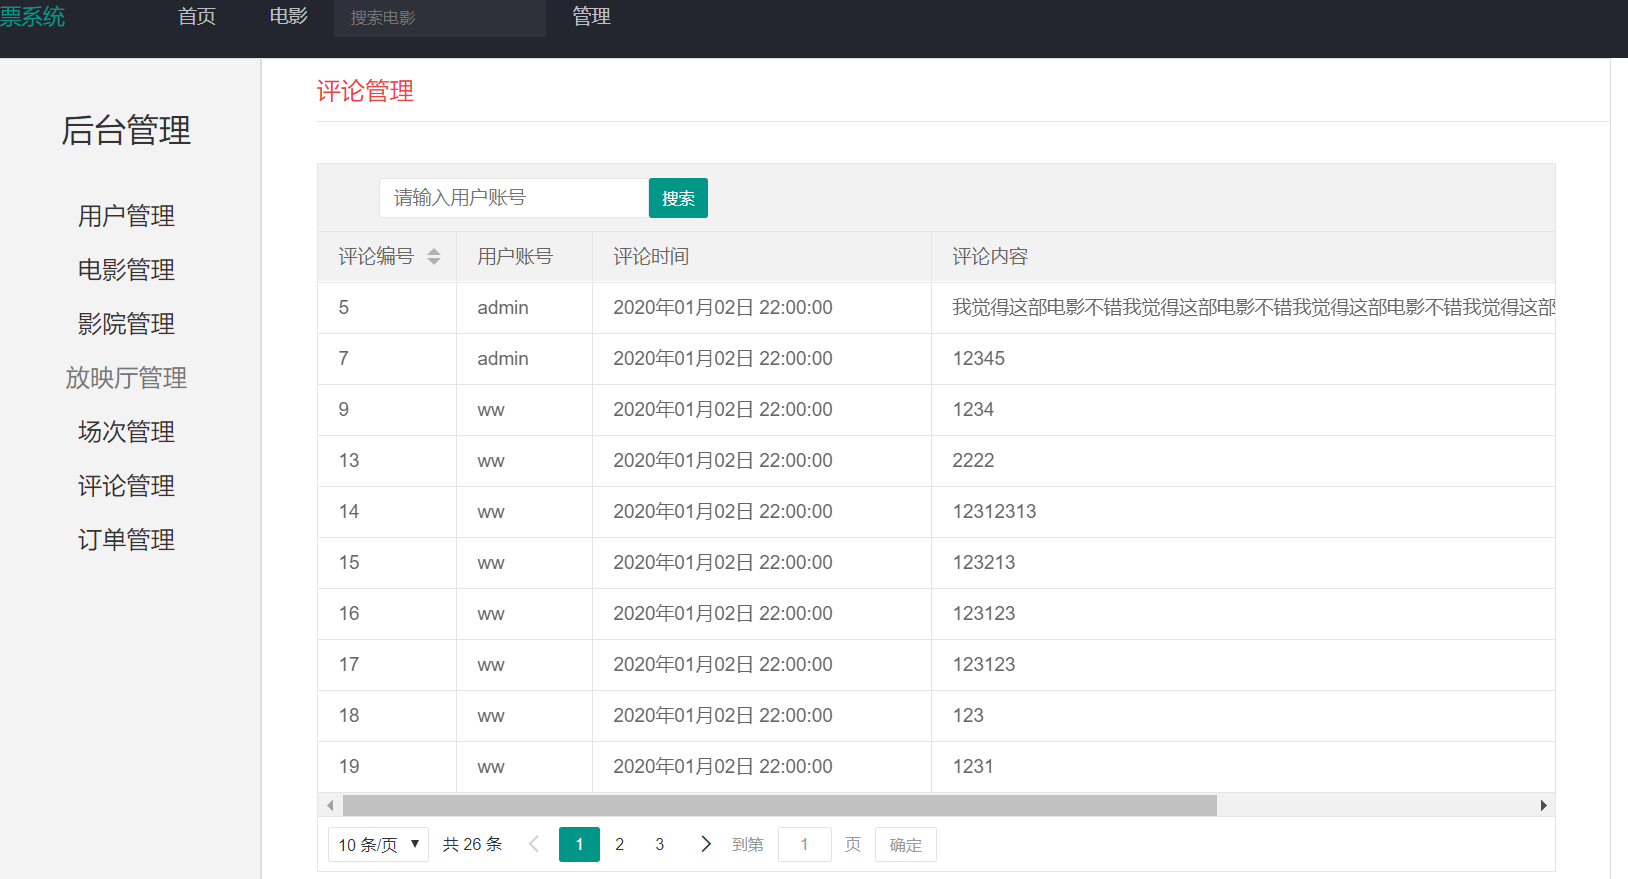 票系统 首页 电影 搜索电影 管理
后台管理
用户管理
电影管理
影院管理
放映厅管理
场次管理
评论管理
订单管理
评论管理
请输入用户账号 搜索
评论编号 用户账号 评论时间 评论内容
5 admin 2020年01月02日 22:00:00 我觉得这部电影不错我觉得这部电影不错我觉得这部电影不错我觉得这部
7 admin 2020年01月02日 22:00:00 12345
9 ww 2020年01月02日 22:00:00 1234
13 ww 2020年01月02日 22:00:00 2222
14 ww 2020年01月02日 22:00:00 12312313
15 ww 2020年01月02日 22:00:00 123213
16 ww 2020年01月02日 22:00:00 123123
17 ww 2020年01月02日 22:00:00 123123
18 ww 2020年01月02日 22:00:00 123
19 ww 2020年01月02日 22:00:00 1231
10 条/页 共 26 条 1 2 3 到第 1 页 确定